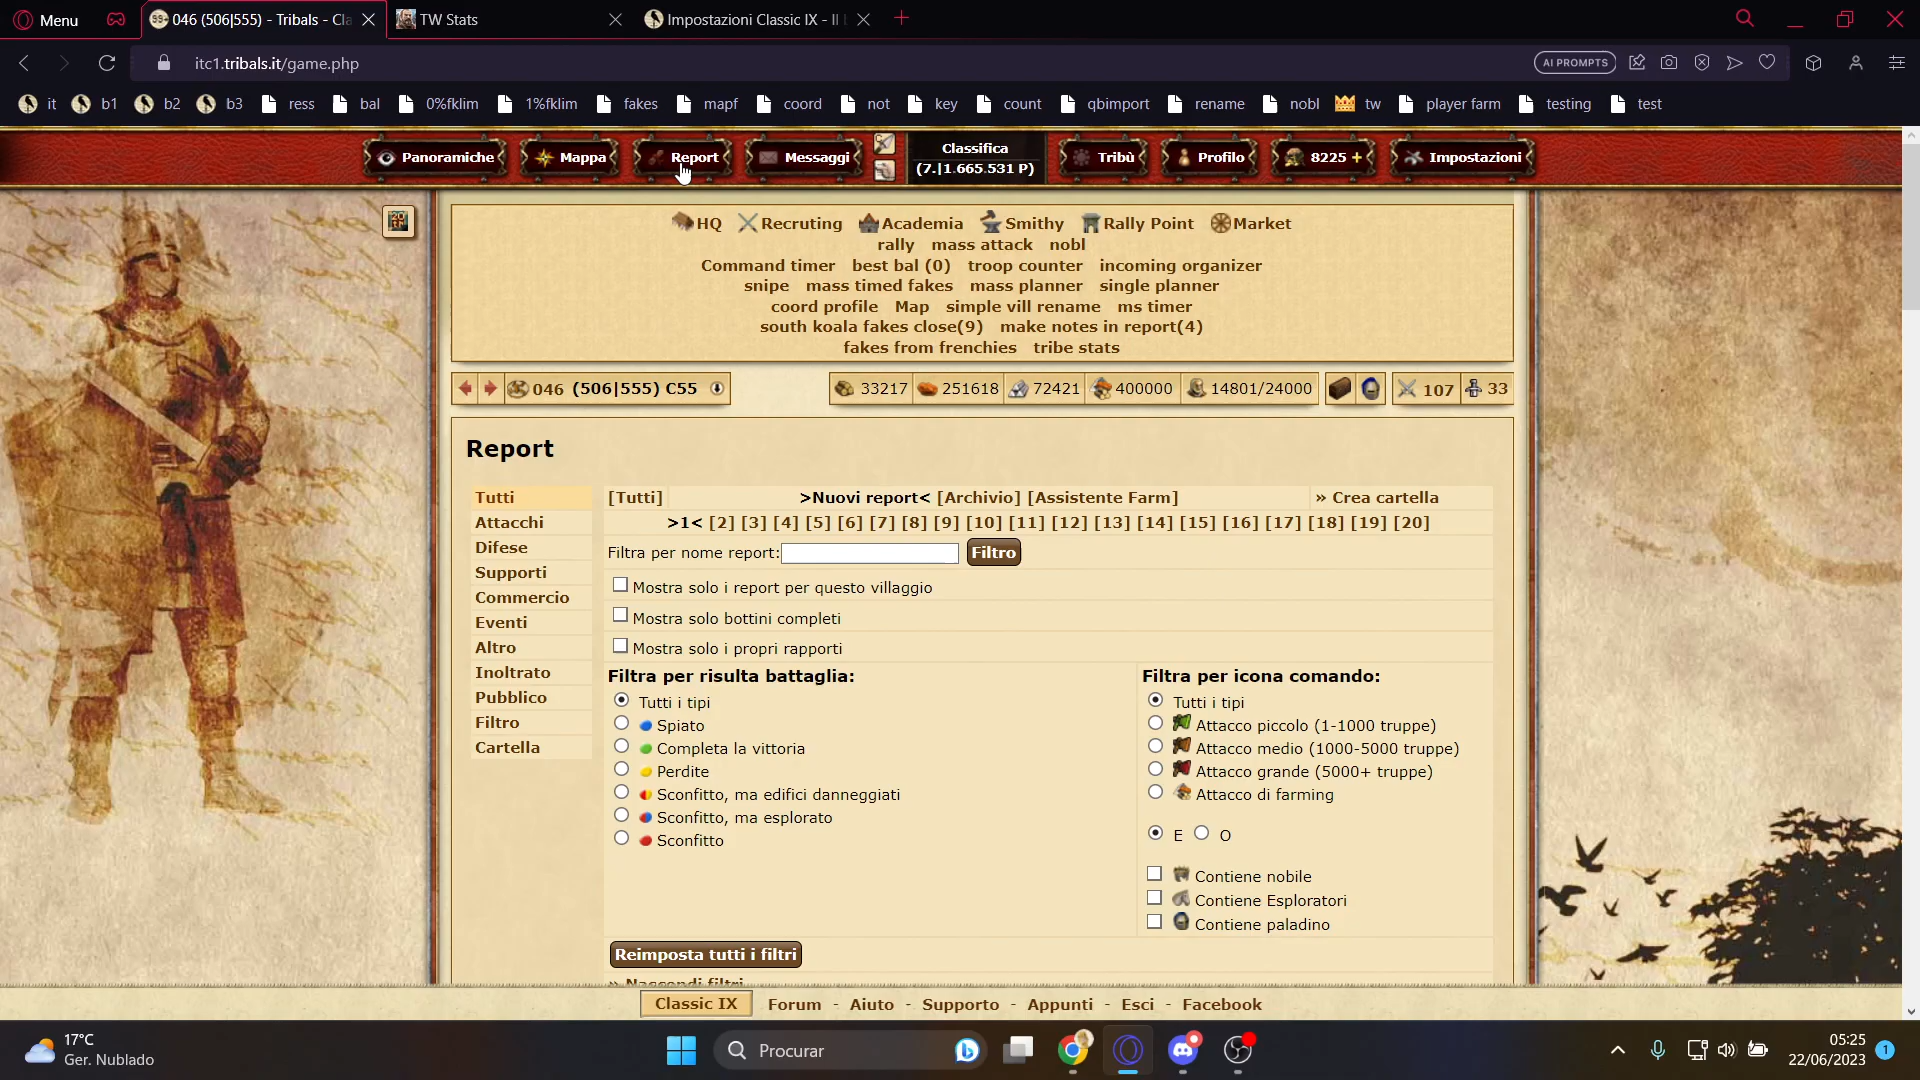 Menu
046 (506|555) - Tribals - Cla
TW Stats
Impostazioni Classic IX - Il
itc1.tribals.it/game.php
AI PROMPTS
it b1 b2 b3 ress bal 0%fklim 1%fklim fakes mapf coord not key count qbimport rename nobl tw player farm testing test
Panoramiche Mappa Report Messaggi Classifica Tribù Profilo 8225 + Impostazioni
(7.|1.665.531 P)
HQ Recruting Academia Smithy Rally Point Market
rally mass attack nobl
Command timer best bal (0) troop counter incoming organizer
snipe mass timed fakes mass planner single planner
coord profile Map simple vill rename ms timer
south koala fakes close(9) make notes in report(4)
fakes from frenchies tribe stats
046 (506|555) C55 33217 251618 72421 400000 14801/24000 107 33
Report
Tutti
Attacchi
Difese
Supporti
Commercio
Eventi
Altro
Inoltrato
Pubblico
Filtro
Cartella
[Tutti] >Nuovi report< [Archivio] [Assistente Farm] » Crea cartella
>1< [2] [3] [4] [5] [6] [7] [8] [9] [10] [11] [12] [13] [14] [15] [16] [17] [18] [19] [20]
Filtra per nome report: Filtro
Mostra solo i report per questo villaggio
Mostra solo bottini completi
Mostra solo i propri rapporti
Filtra per risulta battaglia:
Tutti i tipi
Spiato
Completa la vittoria
Perdite
Sconfitto, ma edifici danneggiati
Sconfitto, ma esplorato
Sconfitto
Filtra per icona comando:
Tutti i tipi
Attacco piccolo (1-1000 truppe)
Attacco medio (1000-5000 truppe)
Attacco grande (5000+ truppe)
Attacco di farming
E O
Contiene nobile
Contiene Esploratori
Contiene paladino
Reimposta tutti i filtri
» Nascondi filtri
Classic IX Forum - Aiuto - Supporto - Appunti - Esci - Facebook
17°C
Ger. Nublado
Procurar
05:25
22/06/2023
1